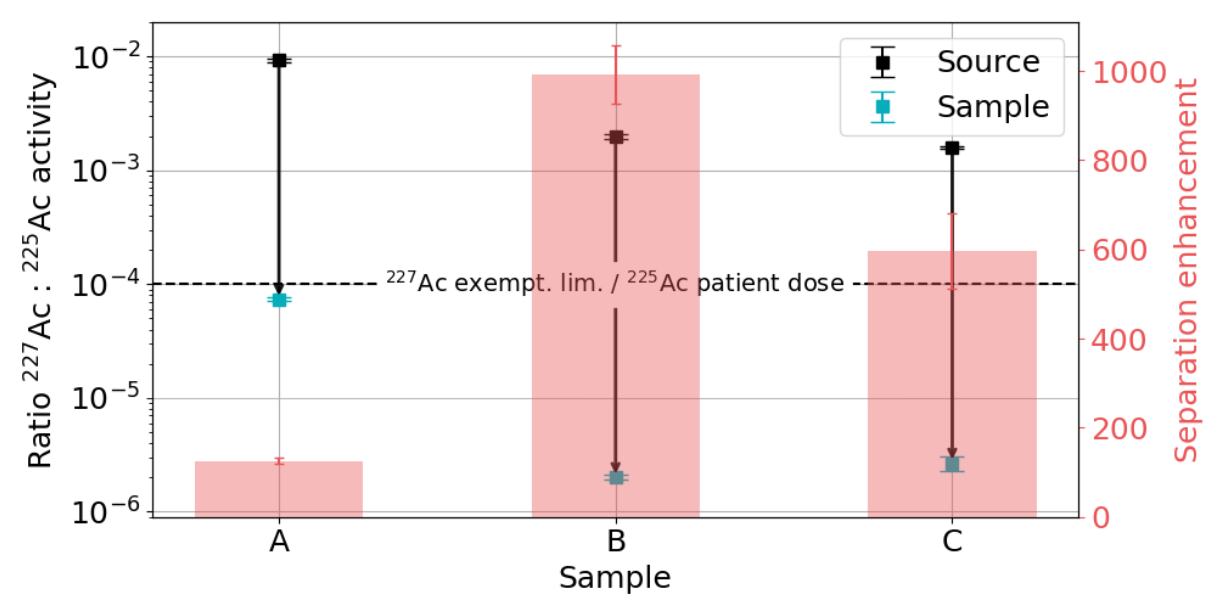 Ratio ²²⁷Ac : ²²⁵Ac activity
10⁻²
10⁻³
10⁻⁴
10⁻⁵
10⁻⁶
Source
Sample
²²⁷Ac exempt. lim. / ²²⁵Ac patient dose
1000
800
600
400
200
0
Separation enhancement
A B C
Sample